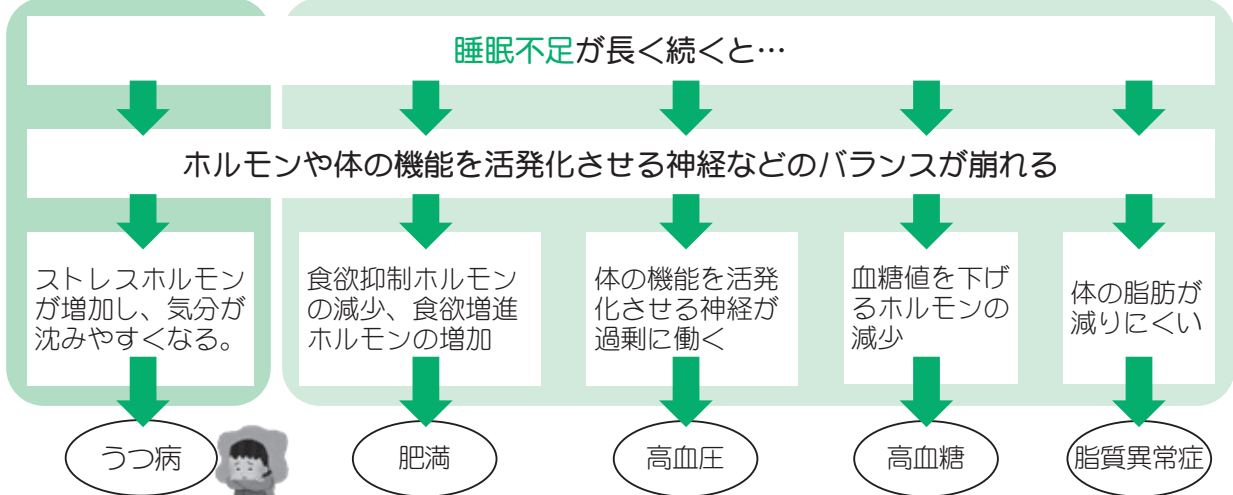 睡眠不足が長く続くと…
ホルモンや体の機能を活発化させる神経などのバランスが崩れる
ストレスホルモン
が増加し、気分が
沈みやすくなる。
食欲抑制ホルモン
の減少、食欲増進
ホルモンの増加
体の機能を活発
化させる神経が
過剰に働く
血糖値を下げ
るホルモンの
減少
体の脂肪が
減りにくい
うつ病
肥満
高血圧
高血糖
脂質異常症